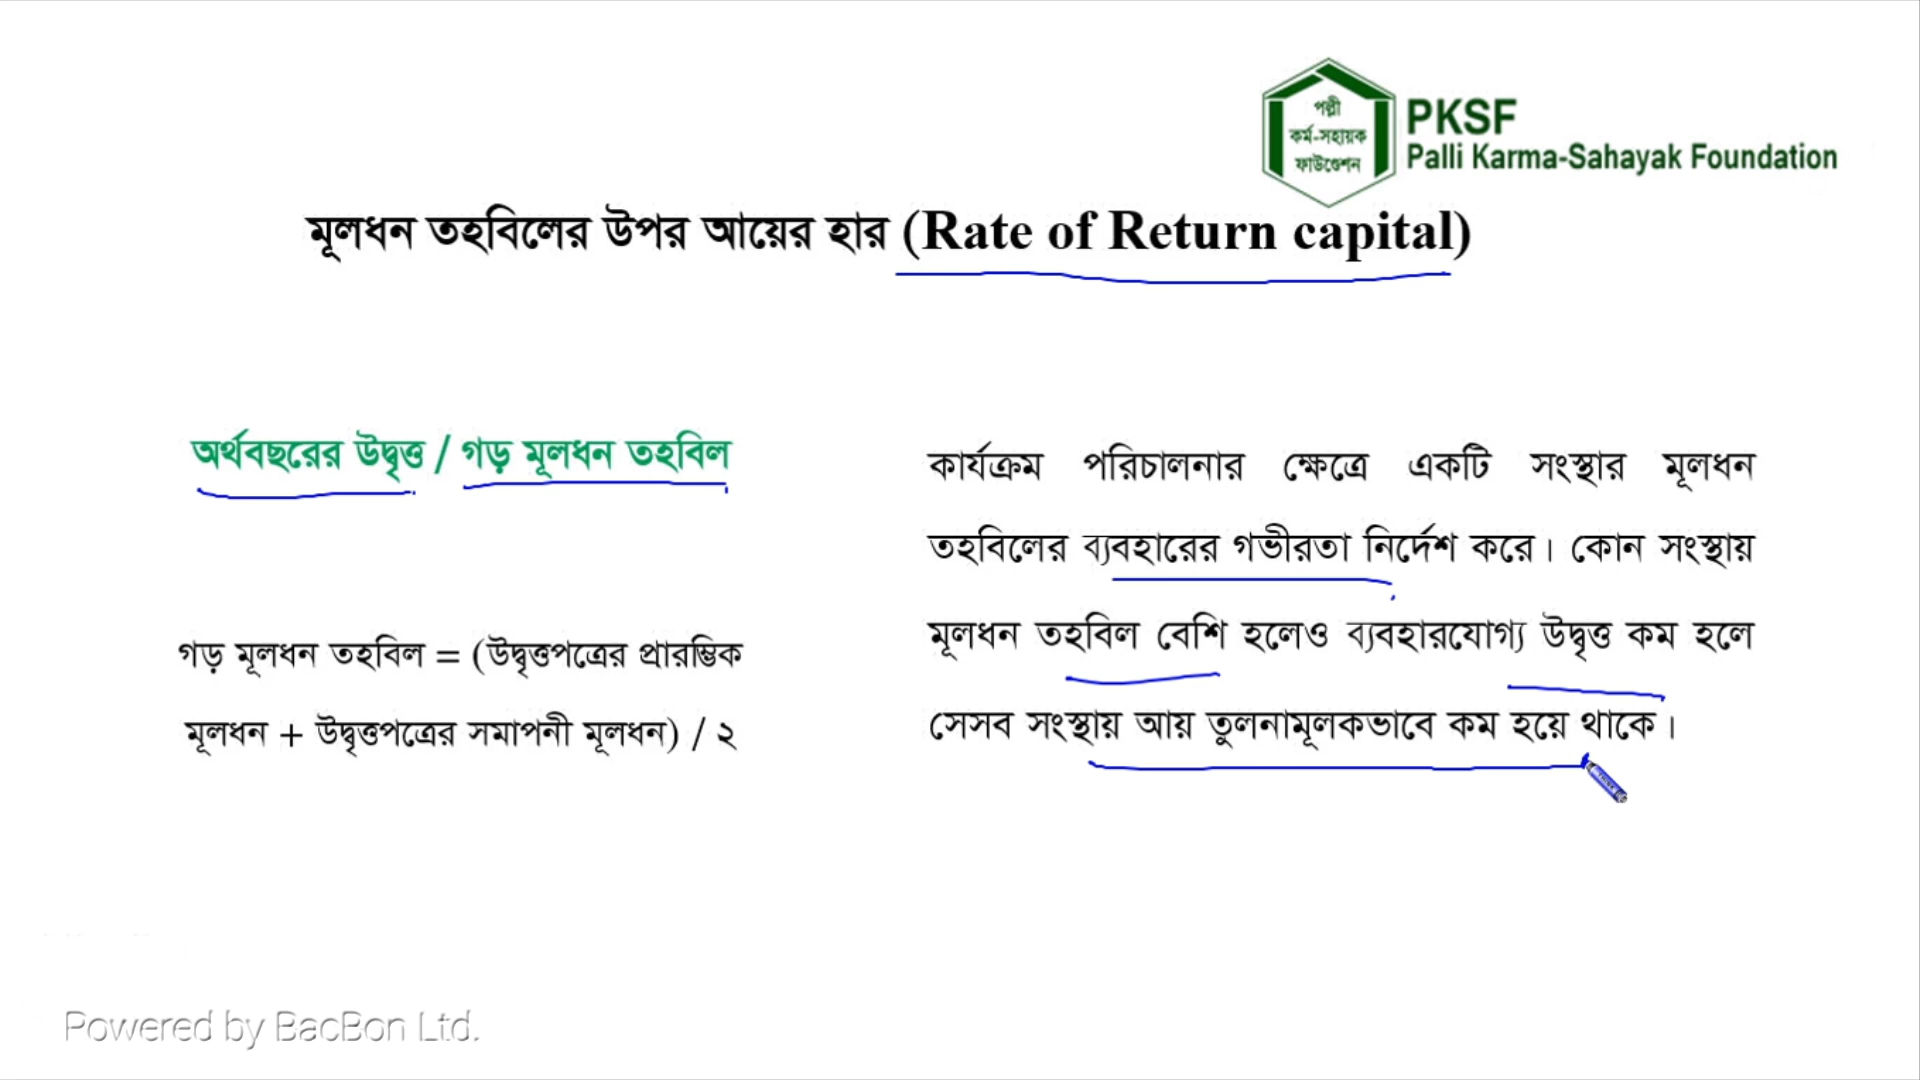 পল্লী
কর্ম-সহায়ক
ফাউণ্ডেশন
PKSF
Palli Karma-Sahayak Foundation
মূলধন তহবিলের উপর আয়ের হার (Rate of Return capital)
অর্থবছরের উদ্বৃত্ত / গড় মূলধন তহবিল
গড় মূলধন তহবিল = (উদ্বৃত্তপত্রের প্রারম্ভিক
মূলধন + উদ্বৃত্তপত্রের সমাপনী মূলধন) / ২
কার্যক্রম পরিচালনার ক্ষেত্রে একটি সংস্থার মূলধন
তহবিলের ব্যবহারের গভীরতা নির্দেশ করে। কোন সংস্থায়
মূলধন তহবিল বেশি হলেও ব্যবহারযোগ্য উদ্বৃত্ত কম হলে
সেসব সংস্থায় আয় তুলনামূলকভাবে কম হয়ে থাকে।
Powered by BacBon Ltd.